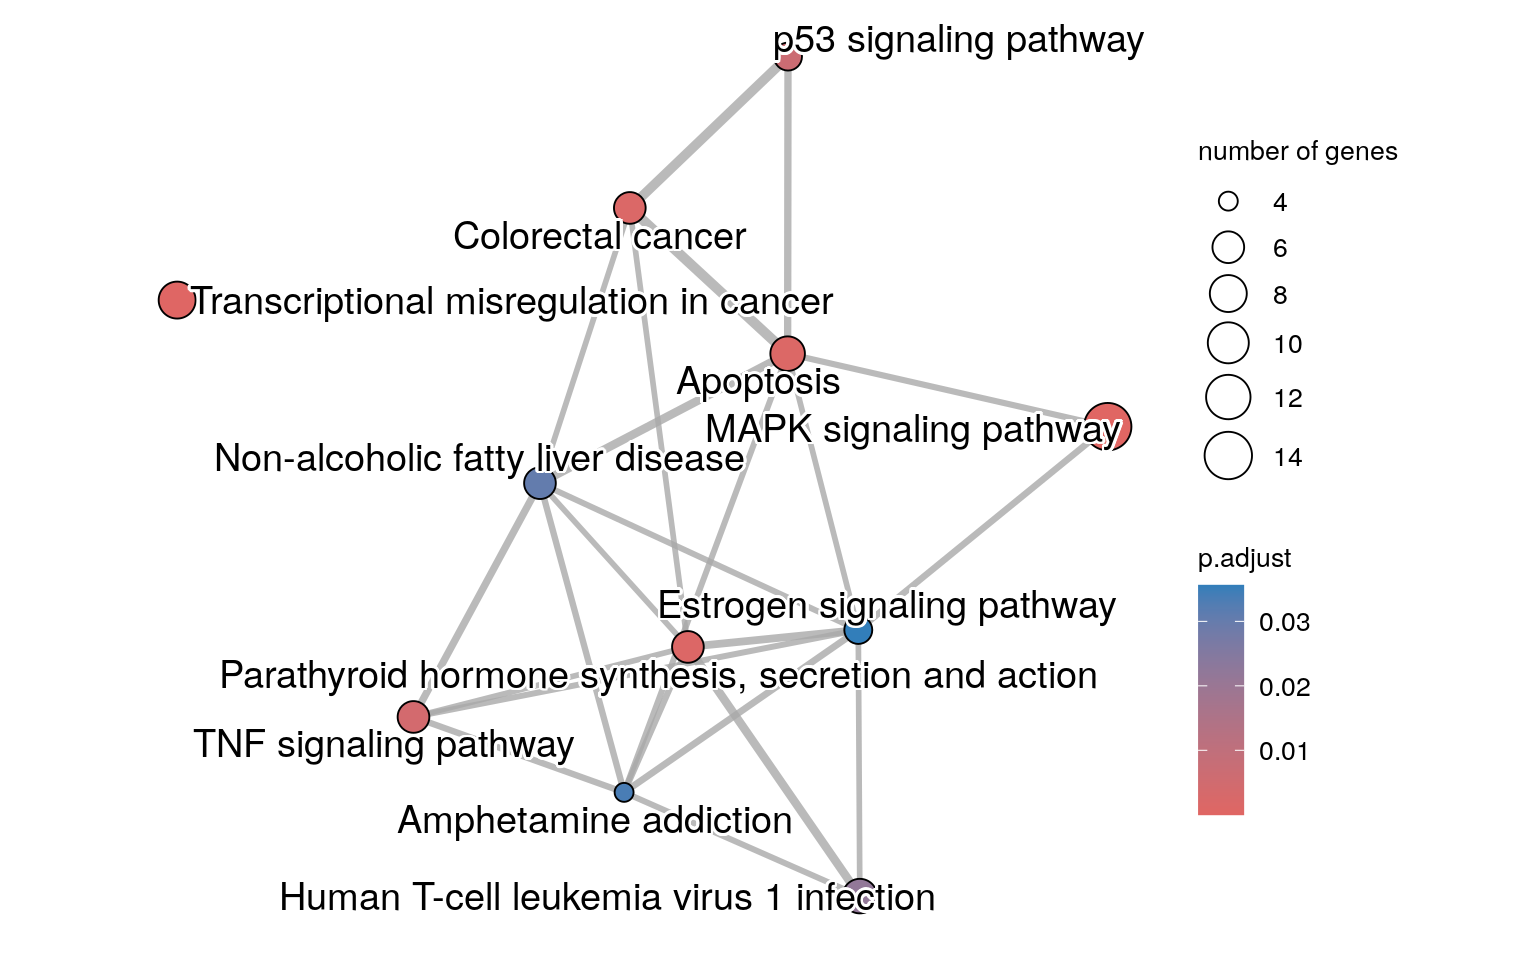 p53 signaling pathway
Colorectal cancer
Transcriptional misregulation in cancer
Apoptosis
MAPK signaling pathway
Non-alcoholic fatty liver disease
Estrogen signaling pathway
Parathyroid hormone synthesis, secretion and action
TNF signaling pathway
Amphetamine addiction
Human T-cell leukemia virus 1 infection
number of genes
4
6
8
10
12
14
p.adjust
0.03
0.02
0.01